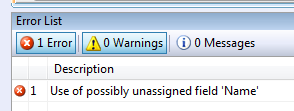 Error List
1 Error
0 Warnings
0 Messages
Description
1 Use of possibly unassigned field 'Name'